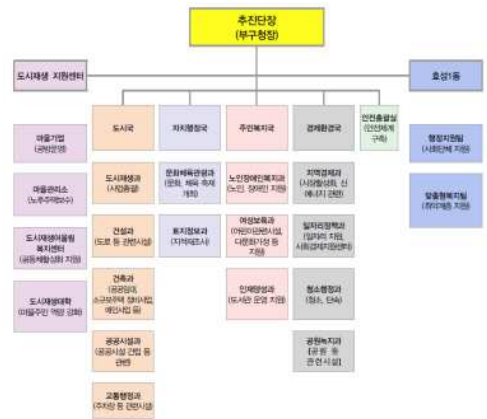 추진단장
(부구청장)
도시재생 지원센터
효성1동
마을기업
(공방운영)
마을관리소
(노후주택보수)
도시재생어울림
복지센터
(공동체활성화 지원)
도시재생대학
(마을주민 역량 강화)
도시국
도시재생과
(사업총괄)
건설과
(도로 등 관련시설)
건축과
(공공임대,
소규모주택 정비사업,
빈집사업 등)
공공시설과
(공공시설 건립 등
관련)
교통행정과
(주차장 등 관련시설)
자치행정국
문화체육관광과
(문화, 체육 축제
개최)
토지정보과
(지적재조사)
주민복지국
노인장애인복지과
(노인, 장애인 지원)
여성보육과
(어린이관련시설,
다문화가정 등
지원)
인재양성과
(도서관 운영 지원)
경제환경국
지역경제과
(시장활성화, 신
에너지 관련)
일자리정책과
(일자리 지원,
사회경제지원센터)
청소행정과
(청소, 단속)
공원녹지과
[공원 등
관련시설]
안전총괄실
(안전체계
구축)
행정지원팀
(사회단체 지원)
맞춤형복지팀
(취약계층 지원)